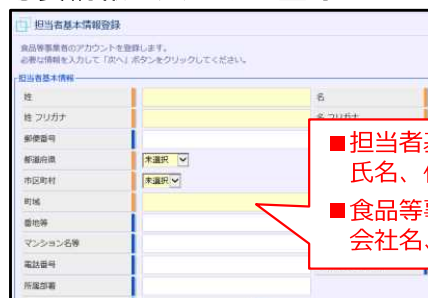 担当者基本情報登録
食品等事業者のアカウントを登録します。
必要な情報を入力して「次へ」ボタンをクリックしてください。
担当者基本情報
姓
名
姓 フリガナ
名 フリガナ
郵便番号
都道府県
未選択
市区町村
未選択
町域
番地等
マンション名等
電話番号
所属部署
■担当者基
氏名、
■食品等
会社名、